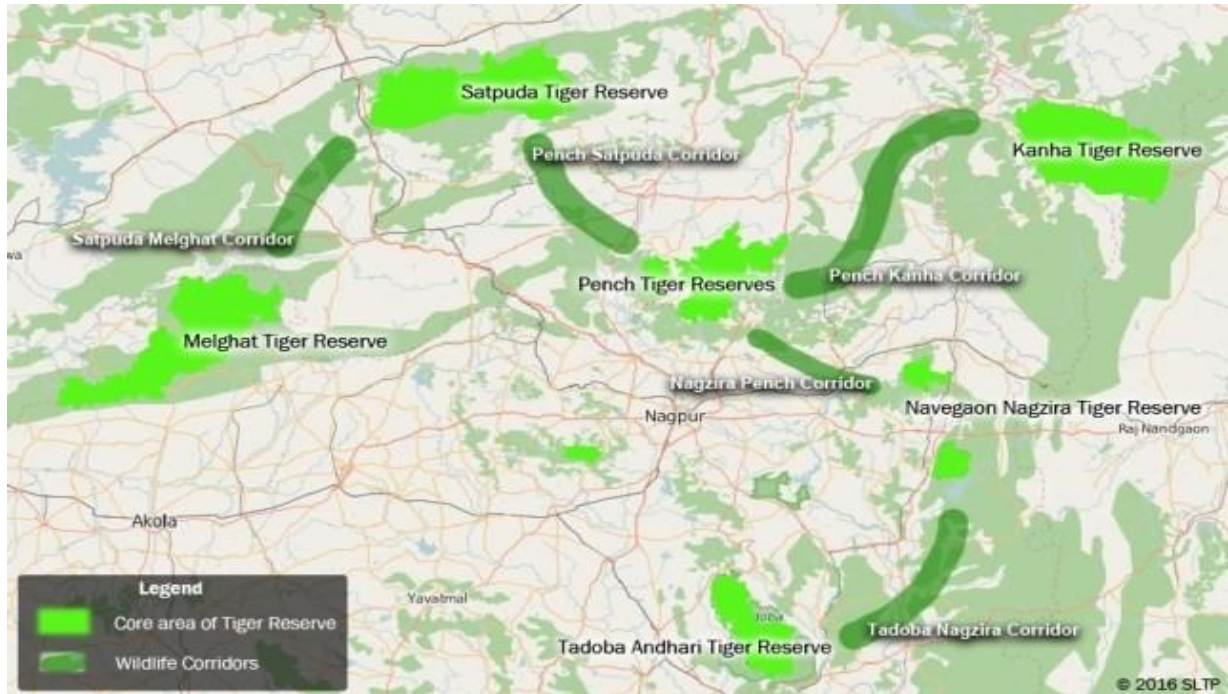 Satpuda Tiger Reserve
Pench Satpuda Corridor
Kanha Tiger Reserve
Satpuda Melghat Corridor
wa
Pench Tiger Reserves
Pench Kanha Corridor
Melghat Tiger Reserve
Nagzira Pench Corridor
Navegaon Nagzira Tiger Reserve
Nagpur
Raj Nandgaon
Akola
Legend
Core area of Tiger Reserve
Wildlife Corridors
Yavatmal
Tadoba Nagzira Corridor
Tadoba Andhari Tiger Reserve
© 2016 SLTP